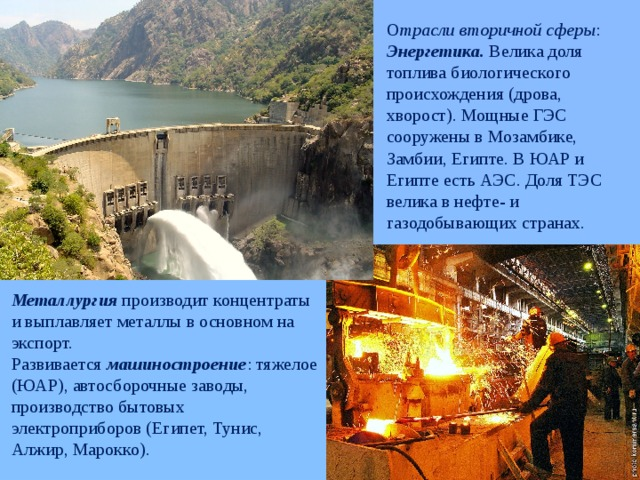 Отрасли вторичной сферы:
Энергетика. Велика доля
топлива биологического
происхождения (дрова,
хворост). Мощные ГЭС
сооружены в Мозамбике,
Замбии, Египте. В ЮАР и
Египте есть АЭС. Доля ТЭС
велика в нефте- и
газодобывающих странах.
Металлургия производит концентраты
и выплавляет металлы в основном на
экспорт.
Развивается машиностроение: тяжелое
(ЮАР), автосборочные заводы,
производство бытовых
электроприборов (Египет, Тунис,
Алжир, Марокко).